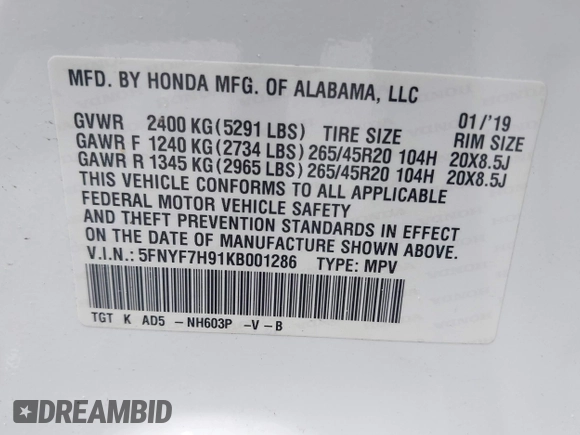 MFD. BY HONDA MFG. OF ALABAMA, LLC
01/'19
GVWR 2400 KG(5291 LBS) TIRE SIZE RIM SIZE
GAWR F 1240 KG(2734 LBS) 265/45R20 104H 20X8.5J
GAWR R 1345 KG(2965 LBS) 265/45R20 104H 20X8.5J
THIS VEHICLE CONFORMS TO ALL APPLICABLE
FEDERAL MOTOR VEHICLE SAFETY
AND THEFT PREVENTION STANDARDS IN EFFECT
ON THE DATE OF MANUFACTURE SHOWN ABOVE.
V.I.N.: 5FNYF7H91KB001286 TYPE: MPV
TGT K AD5 -NH603P -V-B
DREAMBID